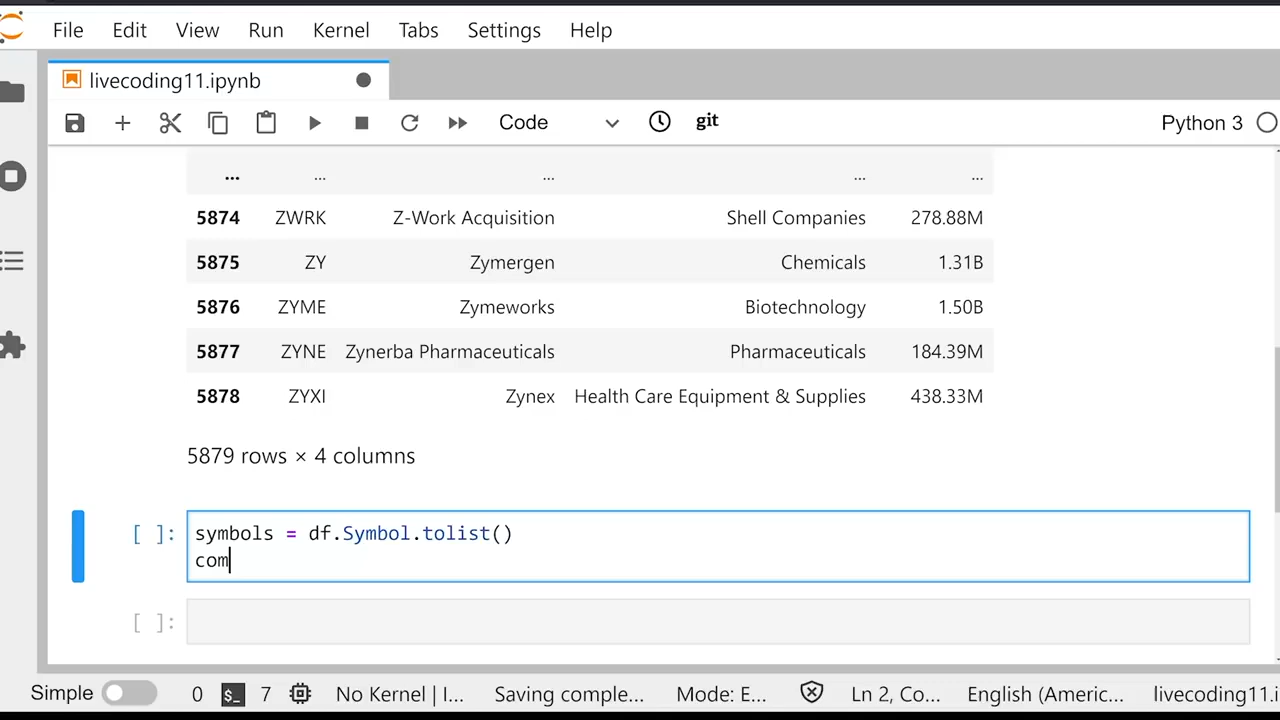 File Edit View Run Kernel Tabs Settings Help
livecoding11.ipynb
Code git Python 3
... ... ... ... ...
5874 ZWRK Z-Work Acquisition Shell Companies 278.88M
5875 ZY Zymergen Chemicals 1.31B
5876 ZYME Zymeworks Biotechnology 1.50B
5877 ZYNE Zynerba Pharmaceuticals Pharmaceuticals 184.39M
5878 ZYXI Zynex Health Care Equipment & Supplies 438.33M
5879 rows × 4 columns
[ ]: symbols = df.Symbol.tolist()
com
[ ]:
Simple 0 $_ 7 No Kernel | I... Saving comple... Mode: E... Ln 2, Co... English (Americ... livecoding11.i